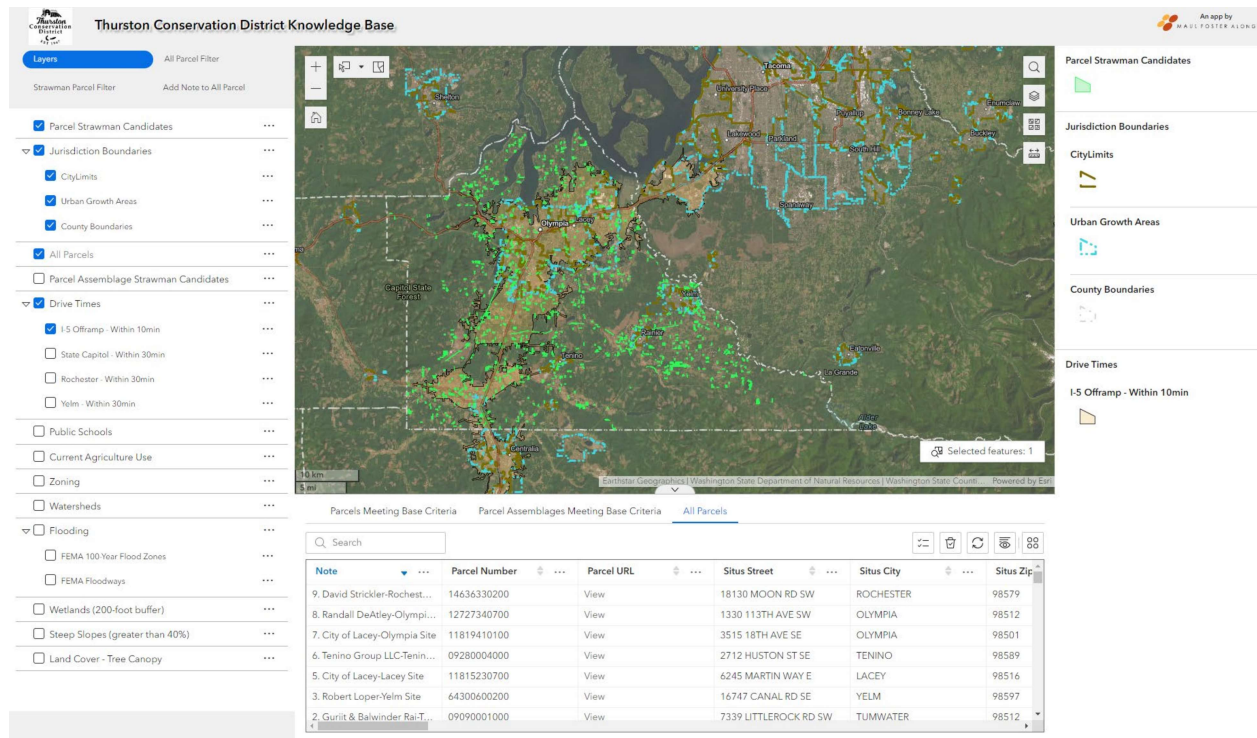 Thurston
Conservation
District
Thurston Conservation District Knowledge Base
An app by
MAUL FOSTER ALONG
Layers
All Parcel Filter
Strawman Parcel Filter
Add Note to All Parcel
Parcel Strawman Candidates
Jurisdiction Boundaries
CityLimits
Urban Growth Areas
County Boundaries
All Parcels
Parcel Assemblage Strawman Candidates
Drive Times
I-5 Offramp - Within 10min
State Capitol - Within 30min
Rochester - Within 30min
Yelm - Within 30min
Public Schools
Current Agriculture Use
Zoning
Watersheds
Flooding
FEMA 100-Year Flood Zones
FEMA Floodways
Wetlands (200-foot buffer)
Steep Slopes (greater than 40%)
Land Cover - Tree Canopy
Tacoma
University Place
Shelton
Enumclaw
Puyallup
Bonney Lake
Buckley
Lakewood
Parkland
South Hill
Spanaway
Olympia
Lacey
Capitol State
Forest
Yelm
Rainier
Tenino
Eatonville
La Grande
Alder
Lake
Centralia
Selected features: 1
10 km
5 mi
Earthstar Geographics | Washington State Department of Natural Resources | Washington State Counti ... Powered by Esri
Parcels Meeting Base Criteria
Parcel Assemblages Meeting Base Criteria
All Parcels
Search
Note Parcel Number Parcel URL Situs Street Situs City Situs Zip
9. David Strickler-Rochest... 14636330200 View 18130 MOON RD SW ROCHESTER 98579
8. Randall DeAtley-Olympi... 12727340700 View 1330 113TH AVE SW OLYMPIA 98512
7. City of Lacey-Olympia Site 11819410100 View 3515 18TH AVE SE OLYMPIA 98501
6. Tenino Group LLC-Tenin... 09280004000 View 2712 HUSTON ST SE TENINO 98589
5. City of Lacey-Lacey Site 11815230700 View 6245 MARTIN WAY E LACEY 98516
3. Robert Loper-Yelm Site 64300600200 View 16747 CANAL RD SE YELM 98597
2. Gurjit & Balwinder Rai-T... 09090001000 View 7339 LITTLEROCK RD SW TUMWATER 98512
Parcel Strawman Candidates
Jurisdiction Boundaries
CityLimits
Urban Growth Areas
County Boundaries
Drive Times
I-5 Offramp - Within 10min